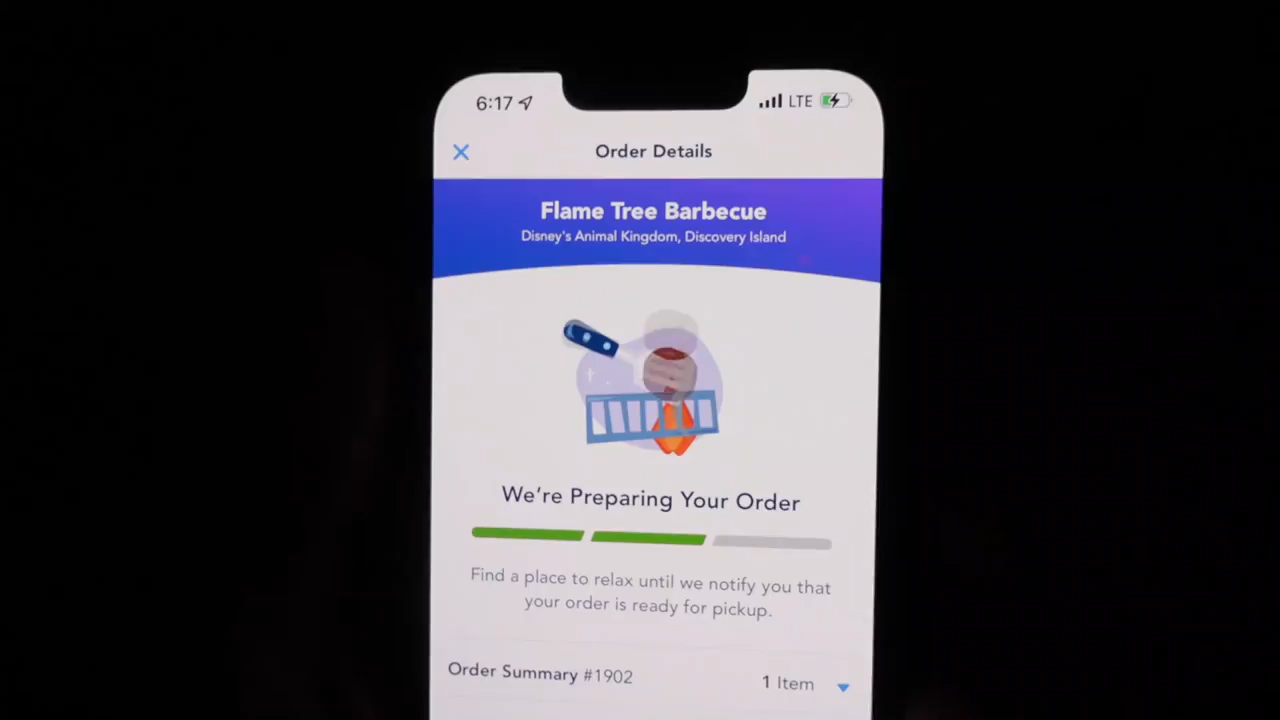 6:17
LTE
Order Details
Flame Tree Barbecue
Disney's Animal Kingdom, Discovery Island
We're Preparing Your Order
Find a place to relax until we notify you that
your order is ready for pickup.
Order Summary #1902 1 Item